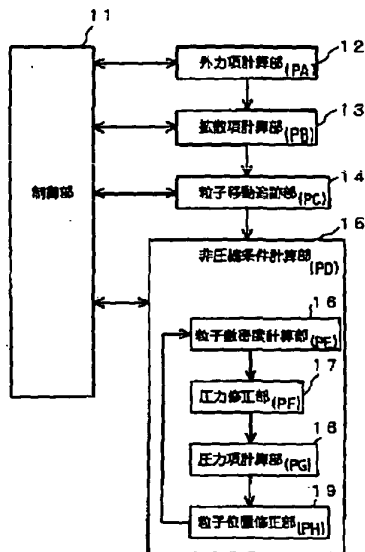 11
制御部
12
外力項計算部(PA)
13
拡散項計算部(PB)
14
粒子移動追跡部(PC)
15
非圧縮条件計算部(PD)
16
粒子数密度計算部(PE)
17
圧力修正部(PF)
18
圧力項計算部(PG)
19
粒子位置修正部(PH)